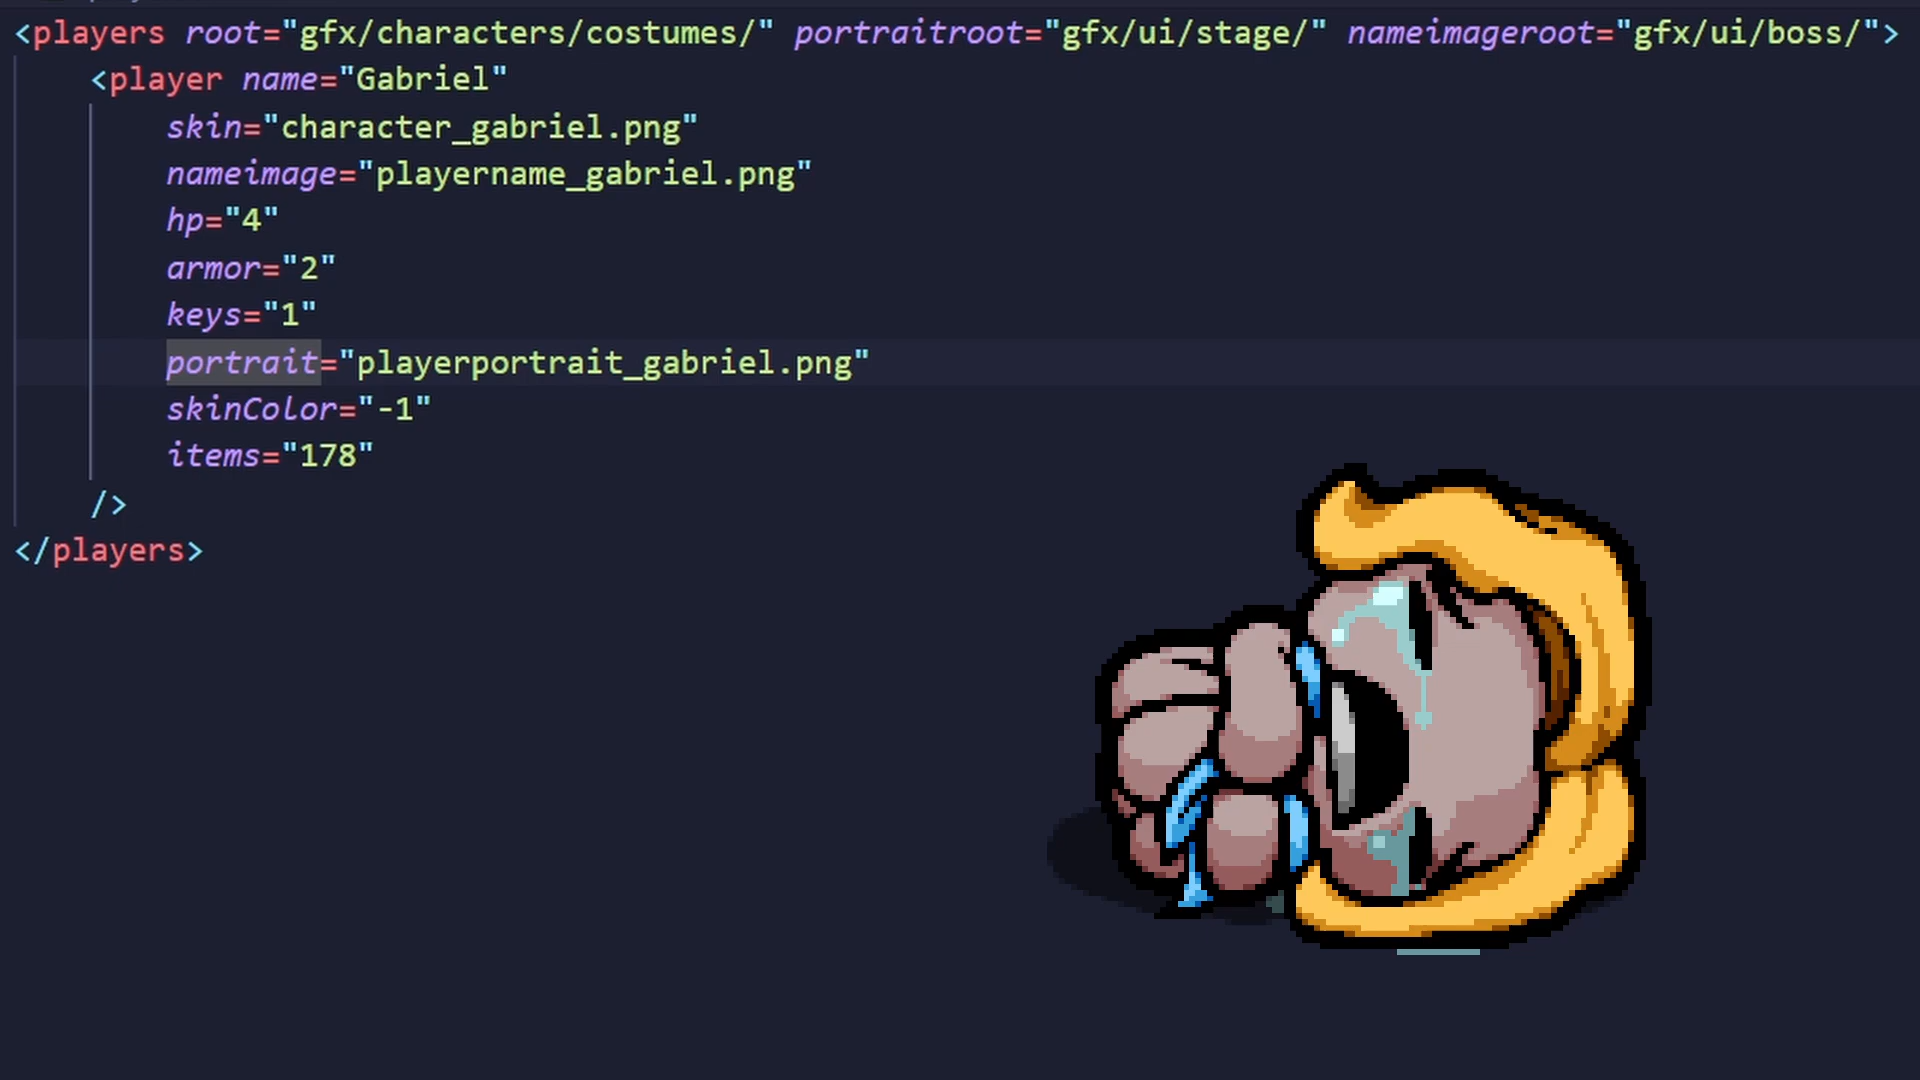 <players root="gfx/characters/costumes/" portraitroot="gfx/ui/stage/" nameimageroot="gfx/ui/boss/">
<player name="Gabriel"
skin="character_gabriel.png"
nameimage="playername_gabriel.png"
hp="4"
armor="2"
keys="1"
portrait="playerportrait_gabriel.png"
skinColor="-1"
items="178"
/>
</players>